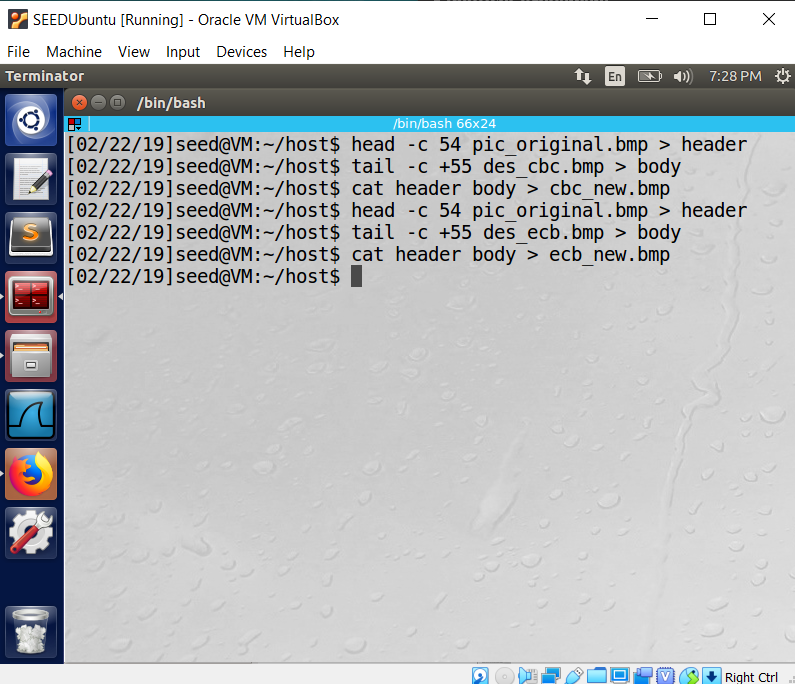 SEEDUbuntu [Running] - Oracle VM VirtualBox
File Machine View Input Devices Help
Terminator En 7:28 PM
/bin/bash
/bin/bash 66x24
[02/22/19]seed@VM:~/host$ head -c 54 pic_original.bmp > header
[02/22/19]seed@VM:~/host$ tail -c +55 des_cbc.bmp > body
[02/22/19]seed@VM:~/host$ cat header body > cbc_new.bmp
[02/22/19]seed@VM:~/host$ head -c 54 pic_original.bmp > header
[02/22/19]seed@VM:~/host$ tail -c +55 des_ecb.bmp > body
[02/22/19]seed@VM:~/host$ cat header body > ecb_new.bmp
[02/22/19]seed@VM:~/host$
Right Ctrl